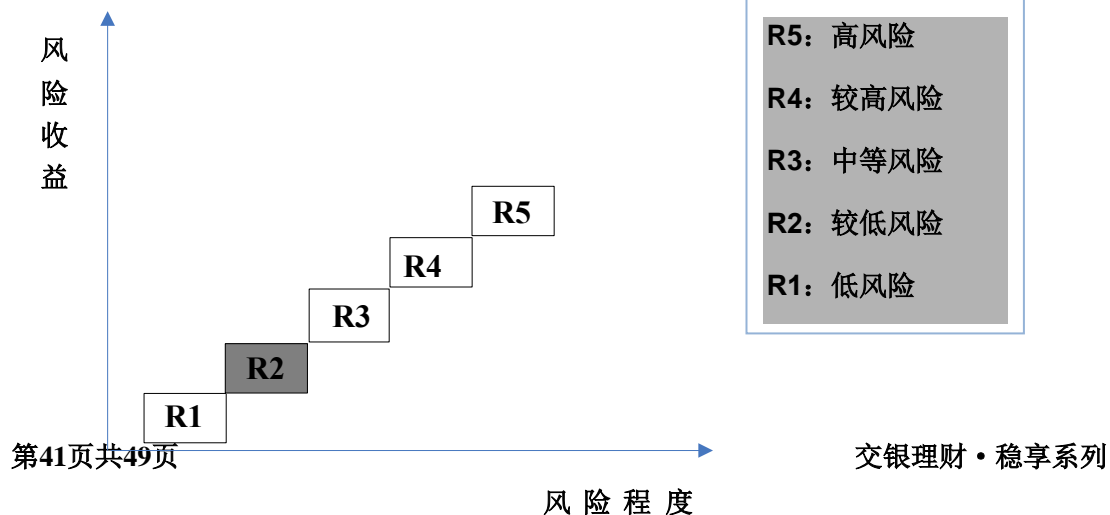 风
险
收
益
R5：高风险
R4：较高风险
R3：中等风险
R2：较低风险
R1：低风险
R5
R4
R3
R2
R1
第41页共49页
交银理财·稳享系列
风 险 程 度